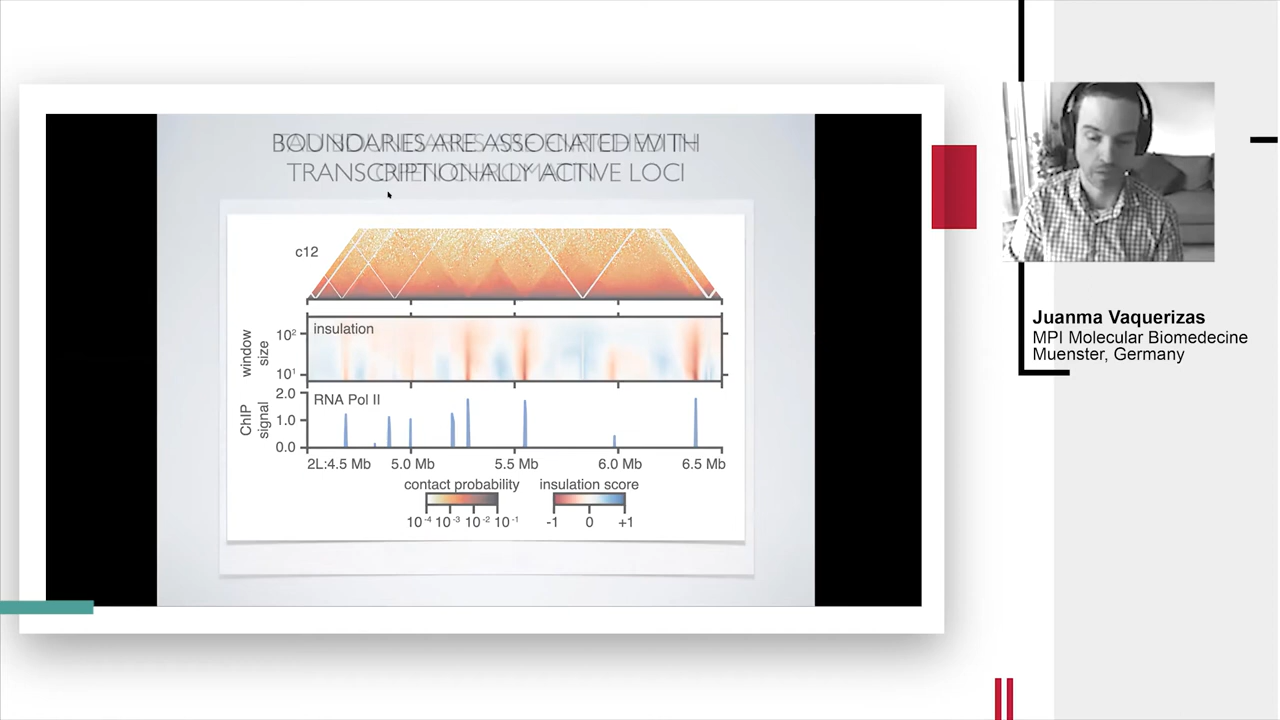 BOUNDARIES ARE ASSOCIATED WITH
TRANSCRIPTIONALLY ACTIVE LOCI
c12
insulation
window
size
10²
10¹
RNA Pol II
ChIP
signal
2.0
1.0
0.0
2L:4.5 Mb 5.0 Mb 5.5 Mb 6.0 Mb 6.5 Mb
contact probability insulation score
10⁻⁴ 10⁻³ 10⁻² 10⁻¹ -1 0 +1
Juanma Vaquerizas
MPI Molecular Biomedecine
Muenster, Germany